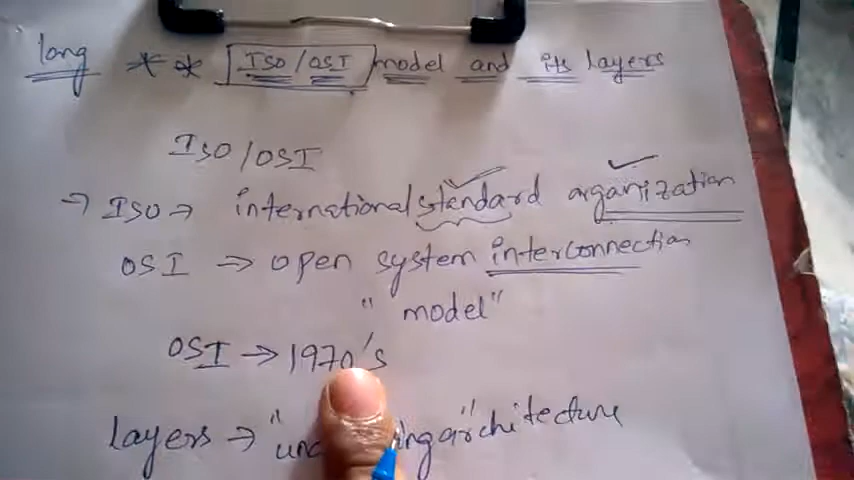 long ** ISO/OSI model and its layers
ISO/OSI
→ ISO → international standard organization
OSI → open system interconnection
"model"
OSI → 1970's
layers → " architecture